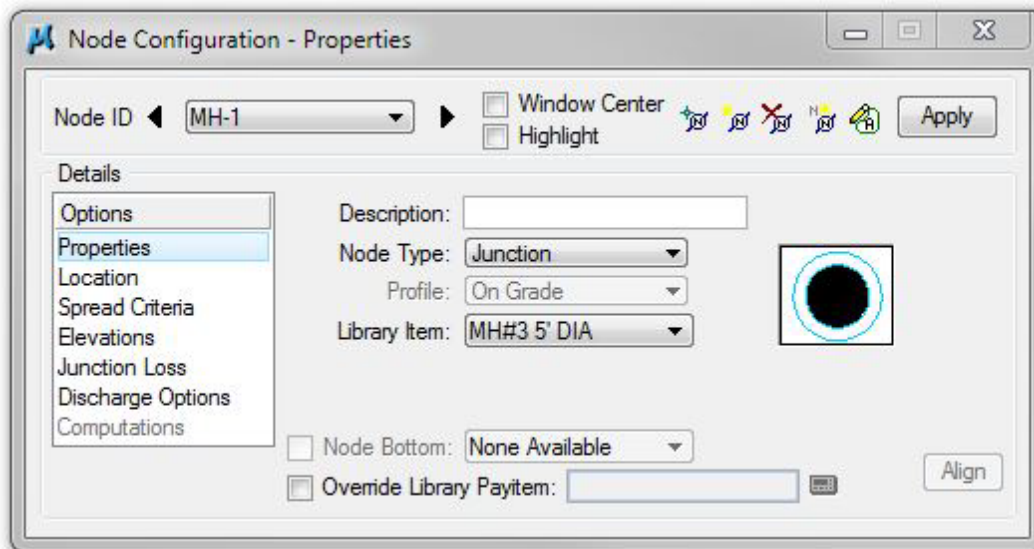 Node Configuration - Properties
Node ID MH-1 Window Center Apply
Highlight
Details
Options
Properties
Location
Spread Criteria
Elevations
Junction Loss
Discharge Options
Computations
Description:
Node Type: Junction
Profile: On Grade
Library Item: MH#3 5' DIA
Node Bottom: None Available
Override Library Payitem:
Align